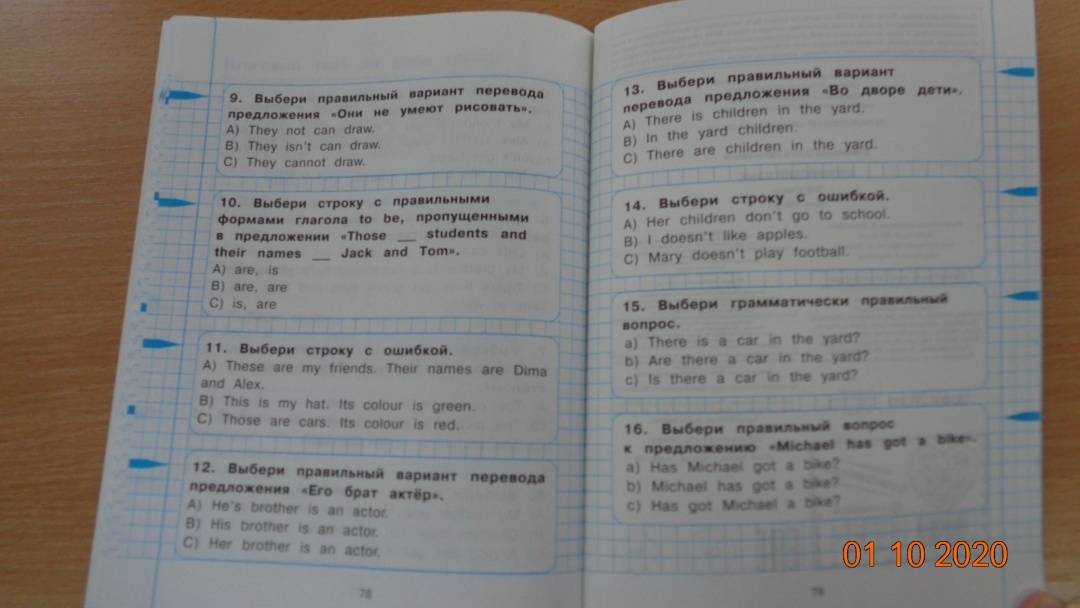 9. Выбери правильный вариант перевода
предложения «Они не умеют рисовать».
A) They not can draw.
B) They isn't can draw.
C) They cannot draw.
10. Выбери строку с правильными
формами глагола to be, пропущенными
в предложении «Those __ students and
their names __ Jack and Tom».
A) are, is
B) are, are
C) is, are
11. Выбери строку с ошибкой.
A) These are my friends. Their names are Dima
and Alex.
B) This is my hat. Its colour is green.
C) Those are cars. Its colour is red.
12. Выбери правильный вариант перевода
предложения «Его брат актёр».
A) He's brother is an actor.
B) His brother is an actor.
C) Her brother is an actor.
78
13. Выбери правильный вариант
перевода предложения «Во дворе дети».
A) There is children in the yard.
B) In the yard children.
C) There are children in the yard.
14. Выбери строку с ошибкой.
A) Her children don't go to school.
B) I doesn't like apples.
C) Mary doesn't play football.
15. Выбери грамматически правильный
вопрос.
a) There is a car in the yard?
b) Are there a car in the yard?
c) Is there a car in the yard?
16. Выбери правильный вопрос
к предложению «Michael has got a bike».
a) Has Michael got a bike?
b) Michael has got a bike?
c) Has got Michael a bike?
01 10 2020